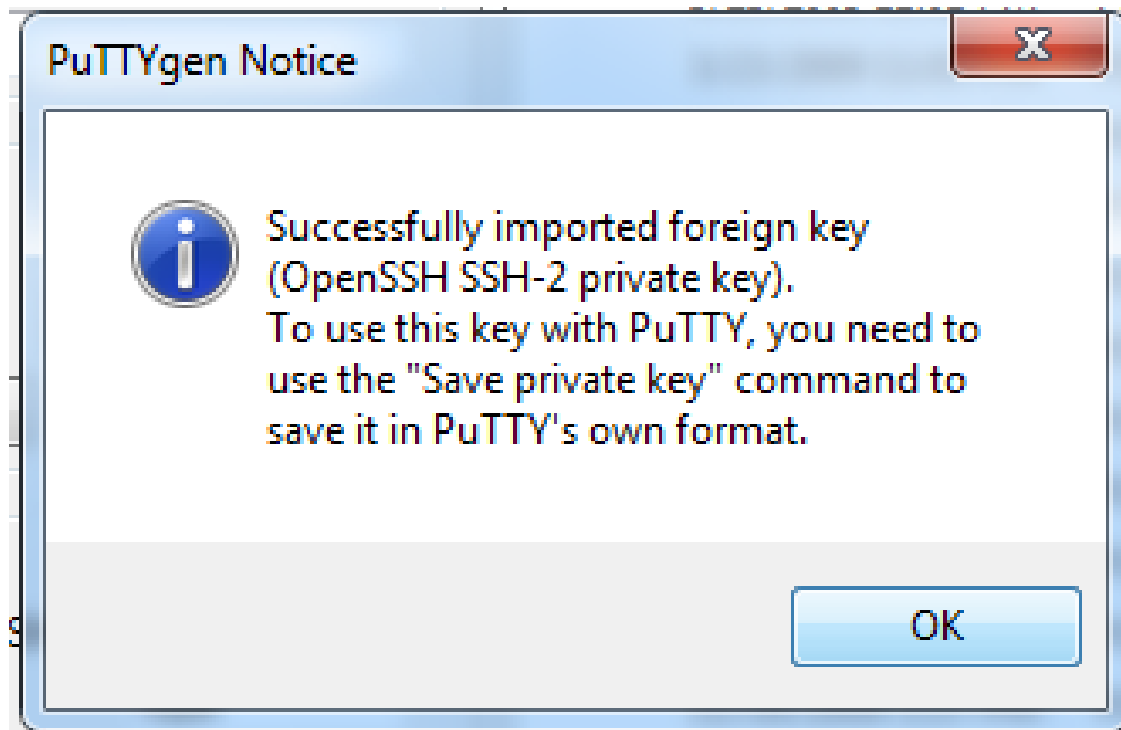 PuTTYgen Notice
Successfully imported foreign key
(OpenSSH SSH-2 private key).
To use this key with PuTTY, you need to
use the "Save private key" command to
save it in PuTTY's own format.
OK